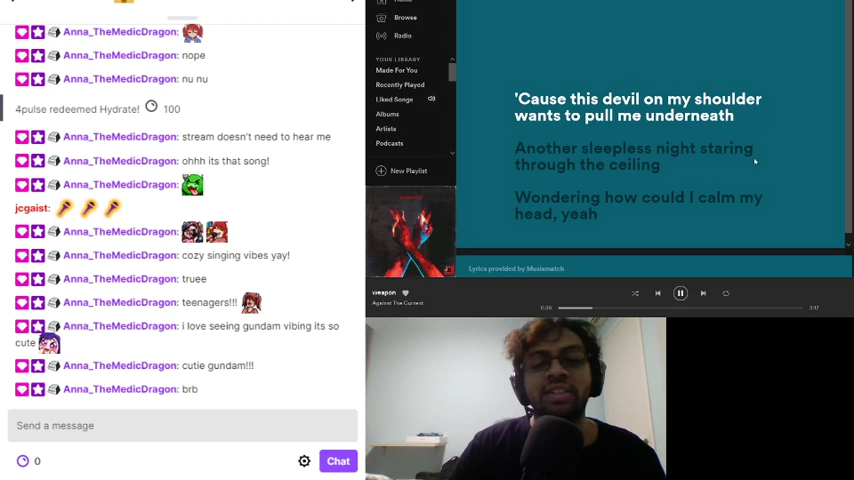 Anna_TheMedicDragon:
Anna_TheMedicDragon: nope
Anna_TheMedicDragon: nu nu
4pulse redeemed Hydrate! 100
Anna_TheMedicDragon: stream doesn't need to hear me
Anna_TheMedicDragon: ohhh its that song!
Anna_TheMedicDragon:
jcgaist:
Anna_TheMedicDragon:
Anna_TheMedicDragon: cozy singing vibes yay!
Anna_TheMedicDragon: truee
Anna_TheMedicDragon: teenagers!!!
Anna_TheMedicDragon: i love seeing gundam vibing its so
cute
Anna_TheMedicDragon: cutie gundam!!!
Anna_TheMedicDragon: brb
Send a message
0
Chat
Browse
Radio
YOUR LIBRARY
Made For You
Recently Played
Liked Songs
Albums
Artists
Podcasts
New Playlist
'Cause this devil on my shoulder
wants to pull me underneath
Another sleepless night staring
through the ceiling
Wondering how could I calm my
head, yeah
Lyrics provided by Musixmatch
weapon
Against The Current
0:26
3:47